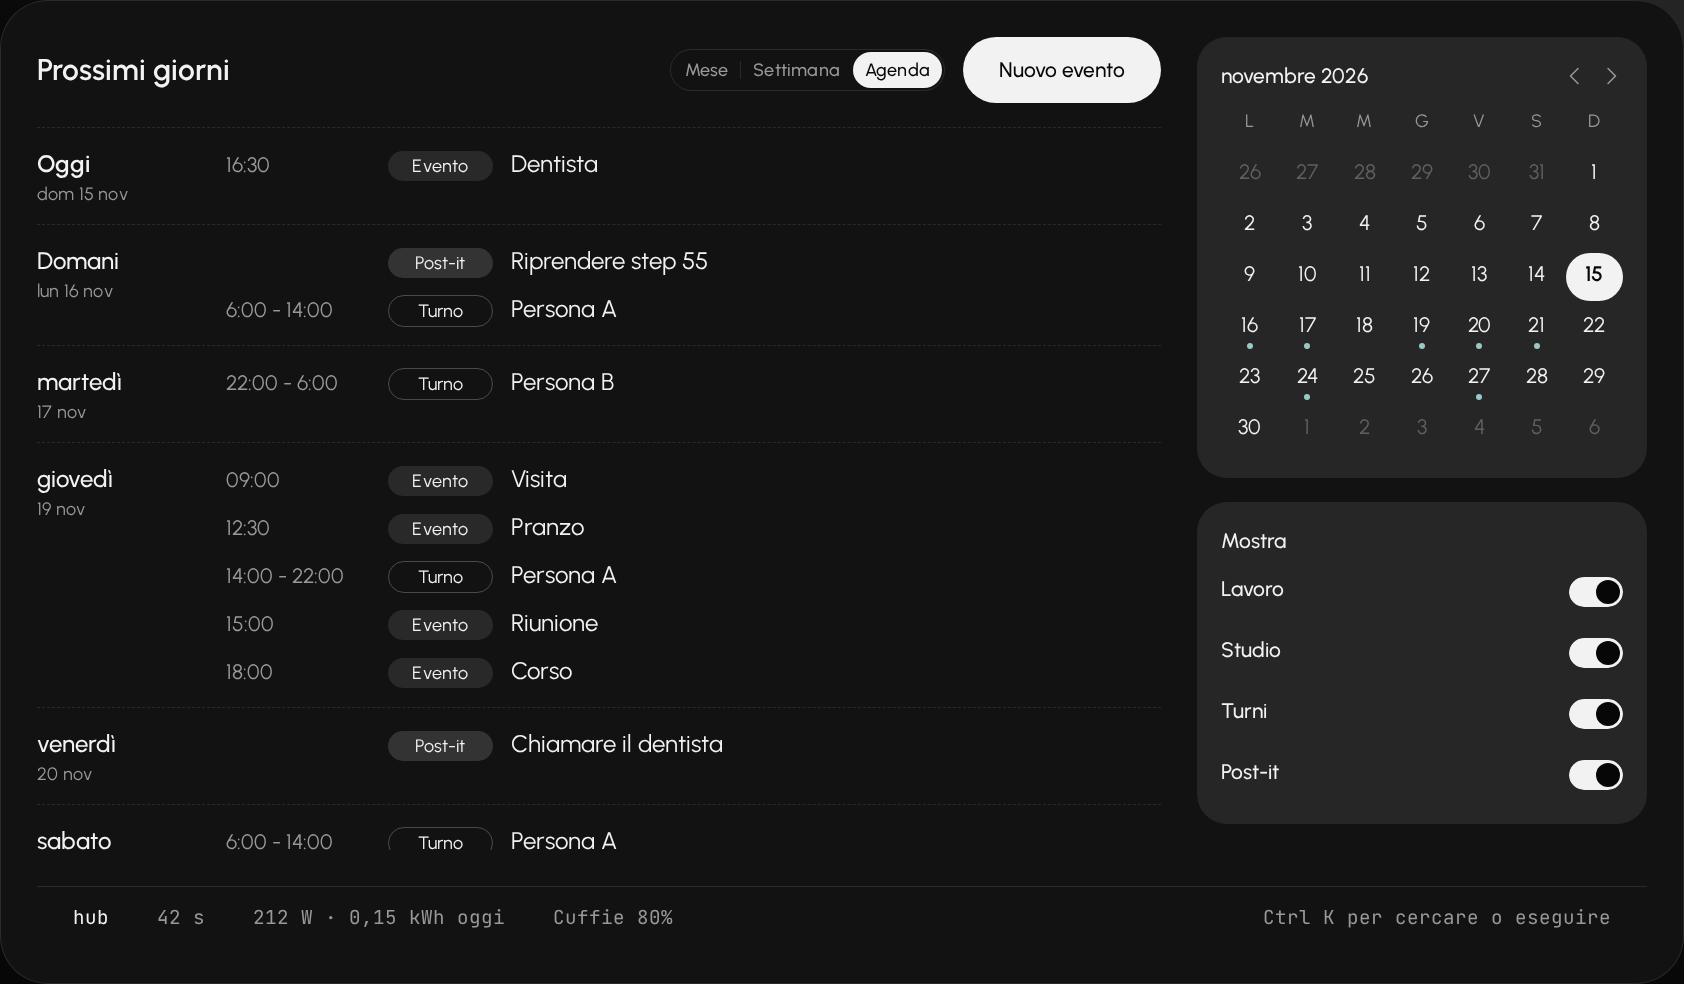 Prossimi giorni
Mese Settimana Agenda
Nuovo evento
Oggi 16:30 Evento Dentista
dom 15 nov
Domani Post-it Riprendere step 55
lun 16 nov
6:00 - 14:00 Turno Persona A
martedì 22:00 - 6:00 Turno Persona B
17 nov
giovedì 09:00 Evento Visita
19 nov
12:30 Evento Pranzo
14:00 - 22:00 Turno Persona A
15:00 Evento Riunione
18:00 Evento Corso
venerdì Post-it Chiamare il dentista
20 nov
sabato 6:00 - 14:00 Turno Persona A
novembre 2026
L M M G V S D
26 27 28 29 30 31 1
2 3 4 5 6 7 8
9 10 11 12 13 14 15
16 17 18 19 20 21 22
23 24 25 26 27 28 29
30 1 2 3 4 5 6
Mostra
Lavoro
Studio
Turni
Post-it
hub 42 s 212 W · 0,15 kWh oggi Cuffie 80% Ctrl K per cercare o eseguire